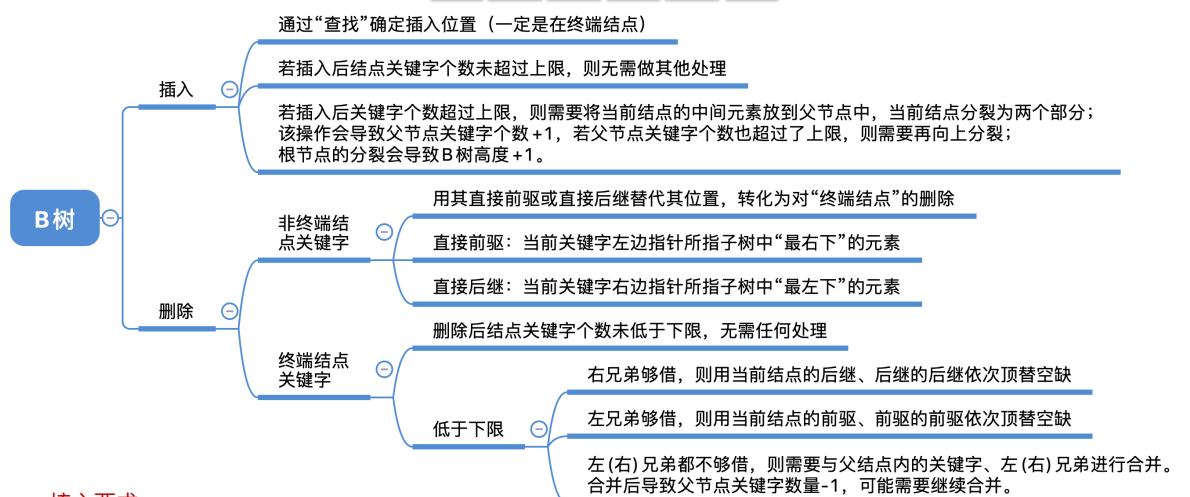 通过“查找”确定插入位置（一定是在终端结点）
若插入后结点关键字个数未超过上限，则无需做其他处理
插入
若插入后关键字个数超过上限，则需要将当前结点的中间元素放到父节点中，当前结点分裂为两个部分；
该操作会导致父节点关键字个数+1，若父节点关键字个数也超过了上限，则需要再向上分裂；
根节点的分裂会导致B树高度+1。
B树
用其直接前驱或直接后继替代其位置，转化为对“终端结点”的删除
非终端结
点关键字
直接前驱：当前关键字左边指针所指子树中“最右下”的元素
直接后继：当前关键字右边指针所指子树中“最左下”的元素
删除
删除后结点关键字个数未低于下限，无需任何处理
终端结点
关键字
右兄弟够借，则用当前结点的后继、后继的后继依次顶替空缺
低于下限
左兄弟够借，则用当前结点的前驱、前驱的前驱依次顶替空缺
左(右)兄弟都不够借，则需要与父结点内的关键字、左(右)兄弟进行合并。
合并后导致父节点关键字数量-1，可能需要继续合并。